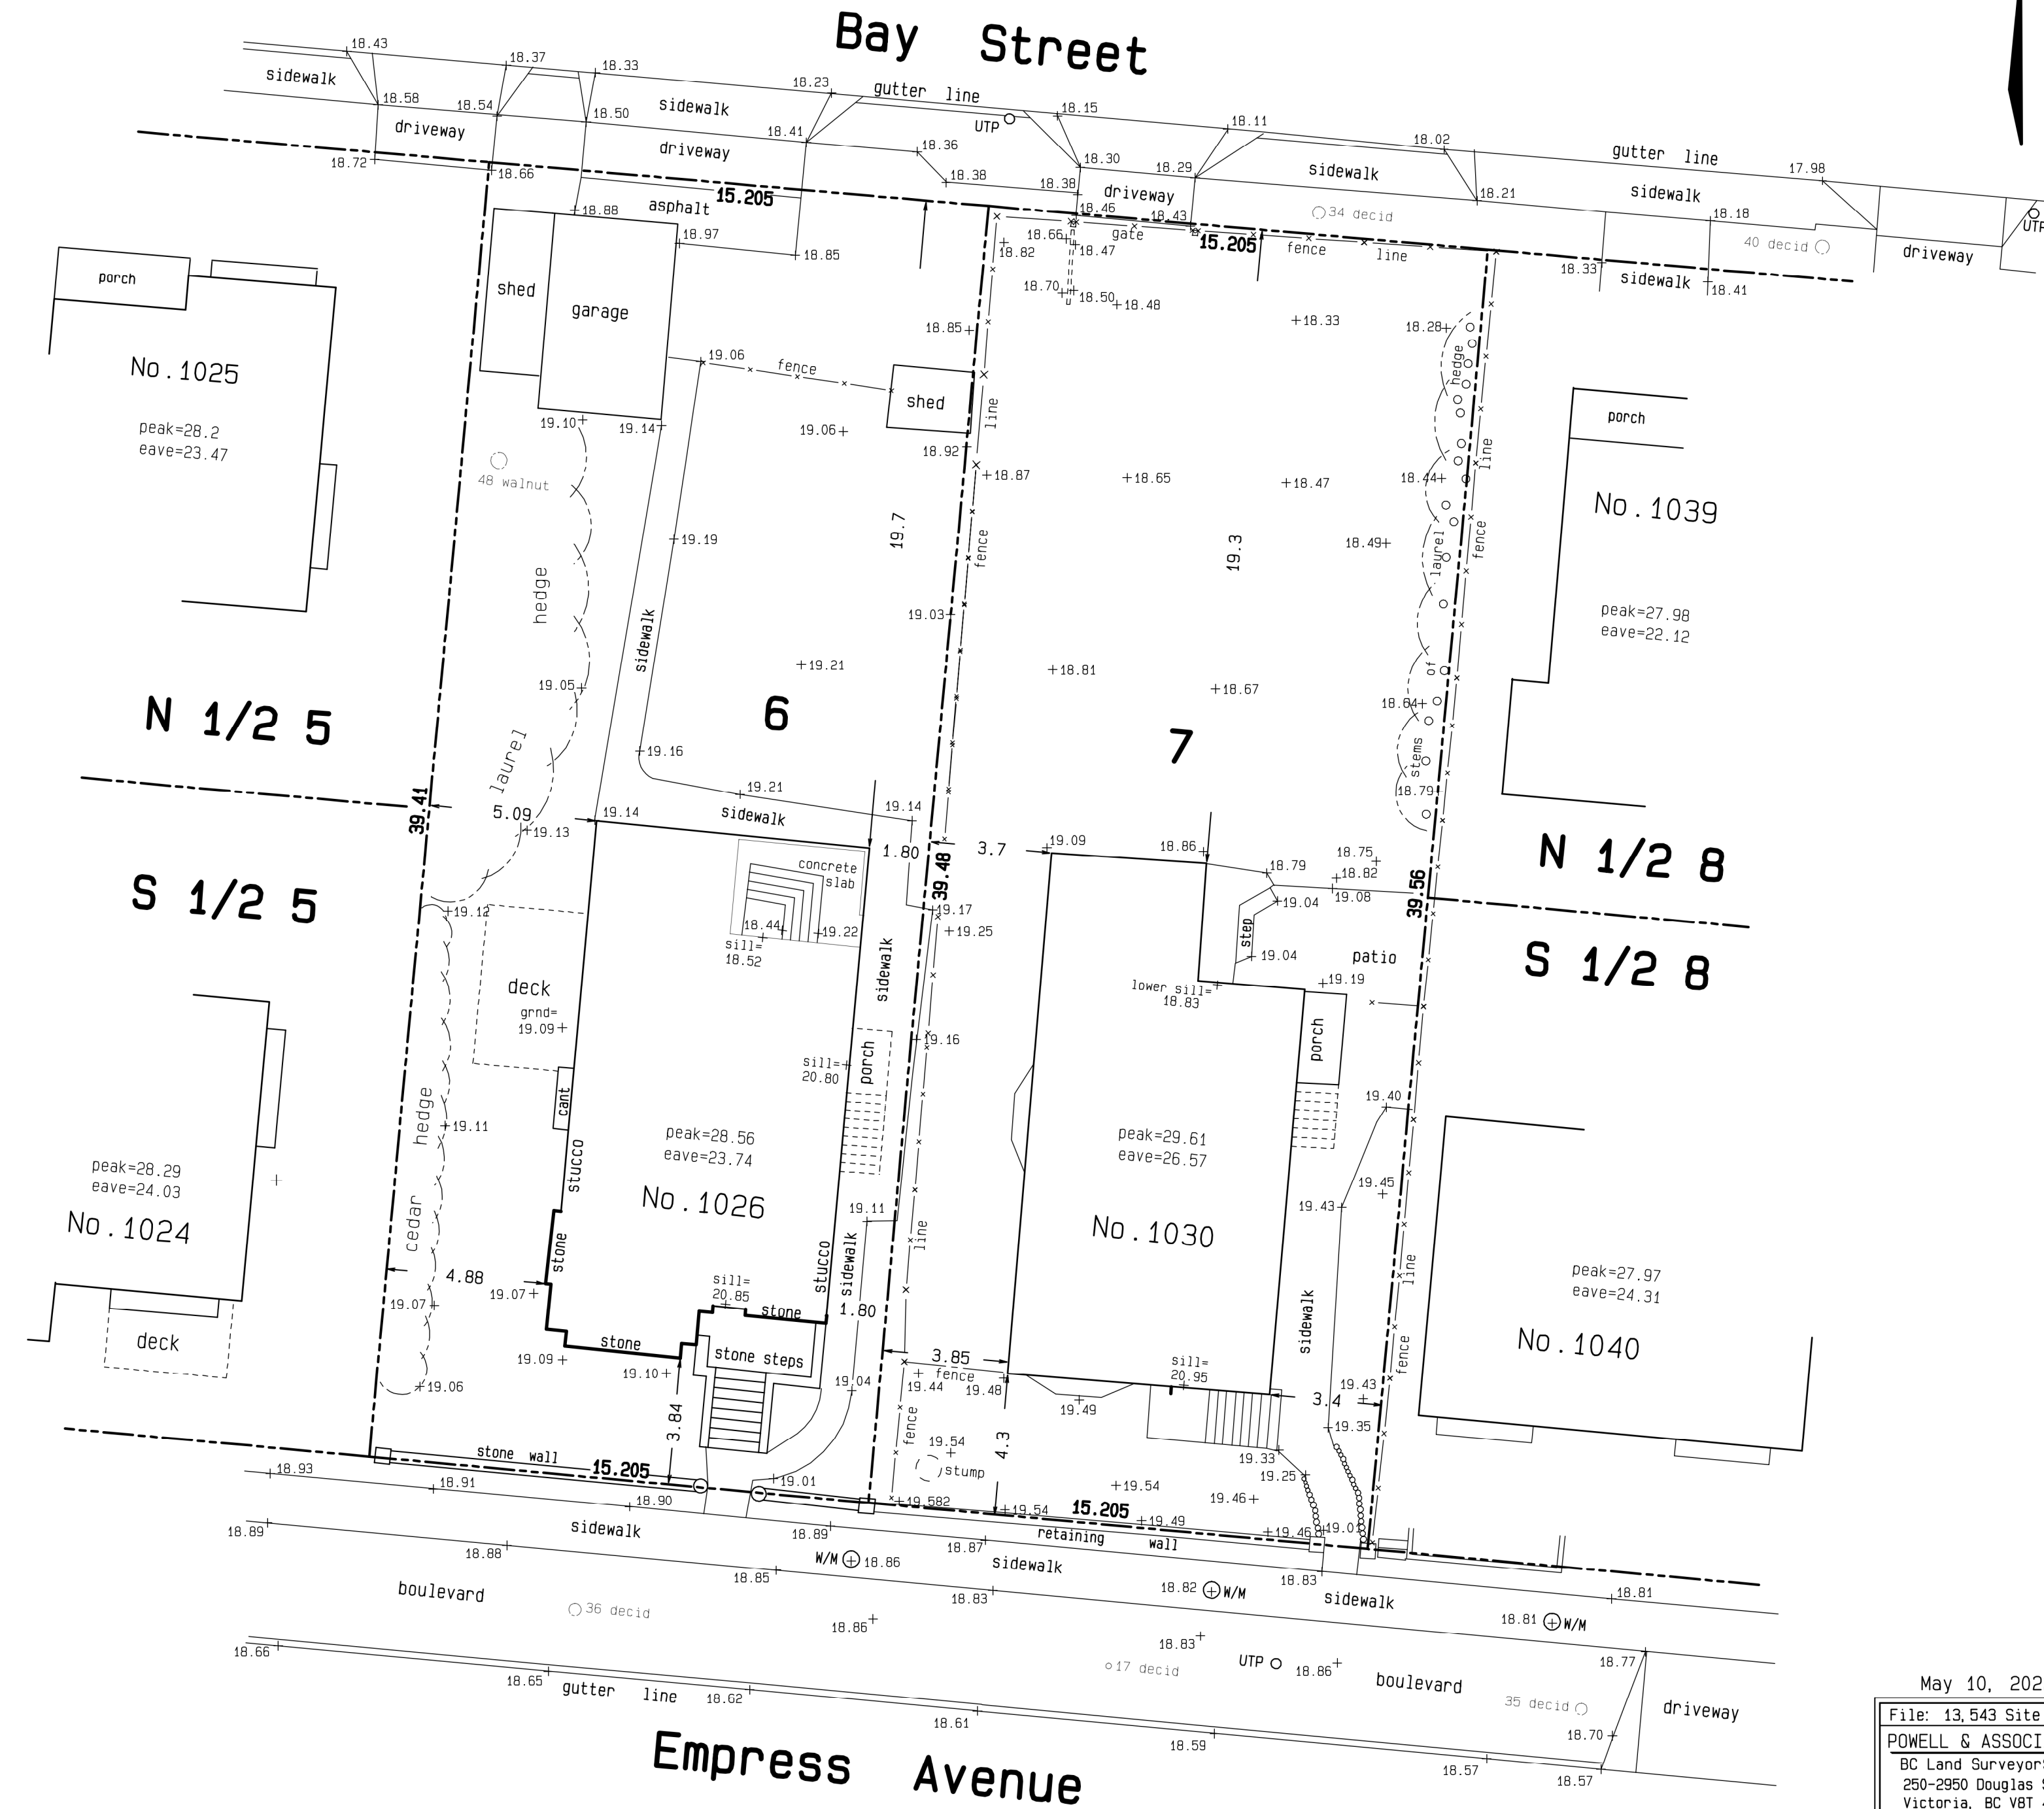 Bay Street
18.43
18.37
18.33
18.23
gutter line
18.15
18.11
18.02
gutter line
17.98
sidewalk
18.58
18.54
18.50
sidewalk
18.41
UTP
18.36
18.30
18.29
sidewalk
18.21
sidewalk
18.18
UTP
driveway
driveway
18.72
18.66
18.38
18.38
driveway
15.205
18.88
asphalt
18.46
18.43
34 decid
40 decid
driveway
18.97
18.85
18.66
gate
18.82
18.47
15.205
fence
line
18.33
sidewalk
18.41
18.70
18.50
18.48
porch
shed
garage
18.85
18.33
18.28
hedge
19.06
fence
No.1025
shed
line
porch
peak=28.2
eave=23.47
19.10
19.14
19.06
18.92
18.87
line
48 walnut
18.65
18.47
18.44
No.1039
19.19
19.7
fence
19.3
18.49
laurel
fence
hedge
19.03
peak=27.98
eave=22.12
sidewalk
19.21
18.81
18.67
of
19.05
18.64
N 1/2 5
6
7
laurel
19.16
stems
19.21
18.79
39.41
5.09
19.14
sidewalk
19.14
19.13
1.80
3.7
19.09
18.86
18.79
18.75
18.82
N 1/2 8
concrete
slab
39.48
39.56
S 1/2 5
19.12
18.44
19.22
19.17
19.25
19.04
19.08
sill=
18.52
step
19.04
patio
S 1/2 8
deck
grnd=
19.09
sidewalk
lower sill=
18.83
19.19
19.16
porch
sill=
20.80
porch
cant
19.40
hedge
19.11
peak=28.56
eave=23.74
peak=29.61
eave=26.57
peak=28.29
eave=24.03
stucco
19.45
No.1024
No.1026
19.11
19.43
No.1030
cedar
line
stone
sidewalk
stucco
4.88
19.07
19.07
sill=
20.85
stone
1.80
line
peak=27.97
eave=24.31
sidewalk
No.1040
deck
stone
stone steps
3.85
fence
fence
19.09
19.10
sill=
20.95
19.06
19.04
19.44
19.48
19.49
3.4
19.43
19.35
3.84
fence
19.54
4.3
stump
19.33
stone wall
15.205
19.01
19.25
18.93
18.91
18.90
19.582
19.54
19.54
15.205
19.49
19.46
19.46
19.01
18.89
sidewalk
18.89
retaining wall
18.88
W/M
18.86
18.87
sidewalk
18.85
18.83
18.82
W/M
18.83
sidewalk
18.81
boulevard
36 decid
18.86
18.81
W/M
18.66
18.83
17 decid
UTP
18.86
boulevard
18.77
18.65
gutter line
18.62
35 decid
driveway
18.61
18.59
18.70
18.57
18.57
Empress Avenue
May 10, 202
File: 13,543 Site
POWELL & ASSOCI
BC Land Surveyor
250-2950 Douglas
Victoria, BC V8T